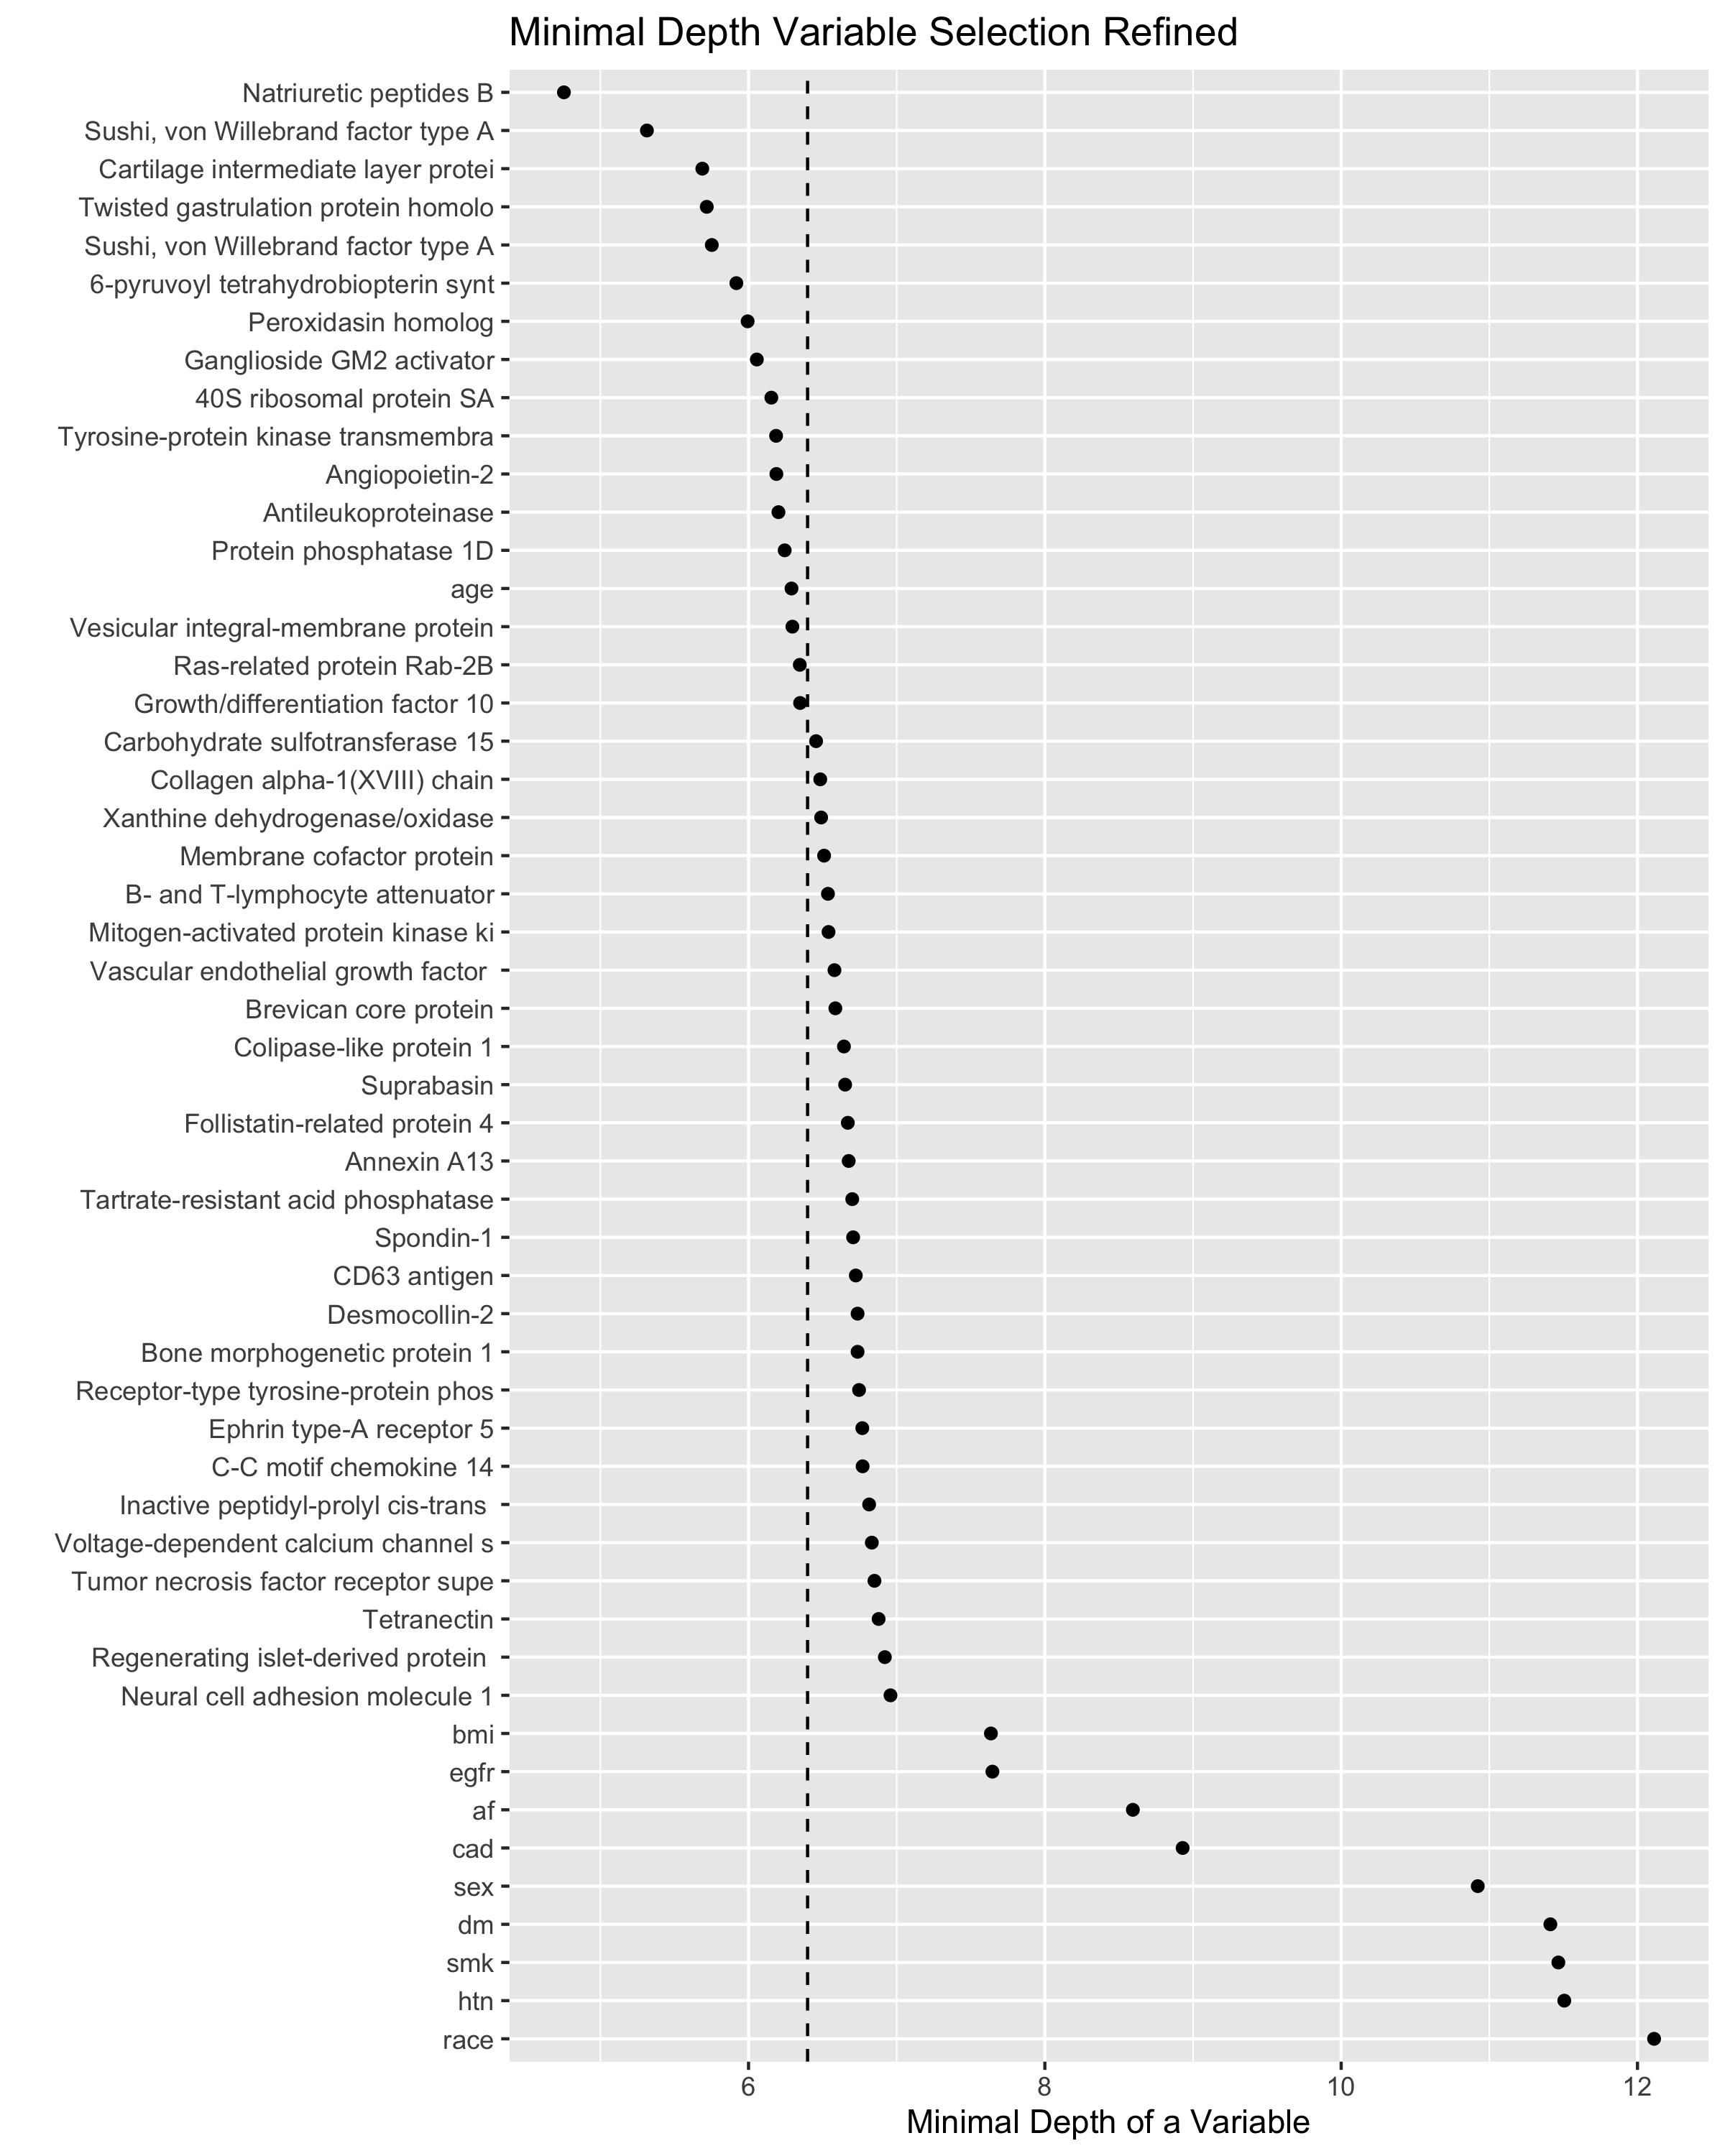 Minimal Depth Variable Selection Refined
Natriuretic peptides B
Sushi, von Willebrand factor type A
Cartilage intermediate layer protei
Twisted gastrulation protein homolo
Sushi, von Willebrand factor type A
6-pyruvoyl tetrahydrobiopterin synt
Peroxidasin homolog
Ganglioside GM2 activator
40S ribosomal protein SA
Tyrosine-protein kinase transmembra
Angiopoietin-2
Antileukoproteinase
Protein phosphatase 1D
age
Vesicular integral-membrane protein
Ras-related protein Rab-2B
Growth/differentiation factor 10
Carbohydrate sulfotransferase 15
Collagen alpha-1(XVIII) chain
Xanthine dehydrogenase/oxidase
Membrane cofactor protein
B- and T-lymphocyte attenuator
Mitogen-activated protein kinase ki
Vascular endothelial growth factor
Brevican core protein
Colipase-like protein 1
Suprabasin
Follistatin-related protein 4
Annexin A13
Tartrate-resistant acid phosphatase
Spondin-1
CD63 antigen
Desmocollin-2
Bone morphogenetic protein 1
Receptor-type tyrosine-protein phos
Ephrin type-A receptor 5
C-C motif chemokine 14
Inactive peptidyl-prolyl cis-trans
Voltage-dependent calcium channel s
Tumor necrosis factor receptor supe
Tetranectin
Regenerating islet-derived protein
Neural cell adhesion molecule 1
bmi
egfr
af
cad
sex
dm
smk
htn
race
6 8 10 12
Minimal Depth of a Variable